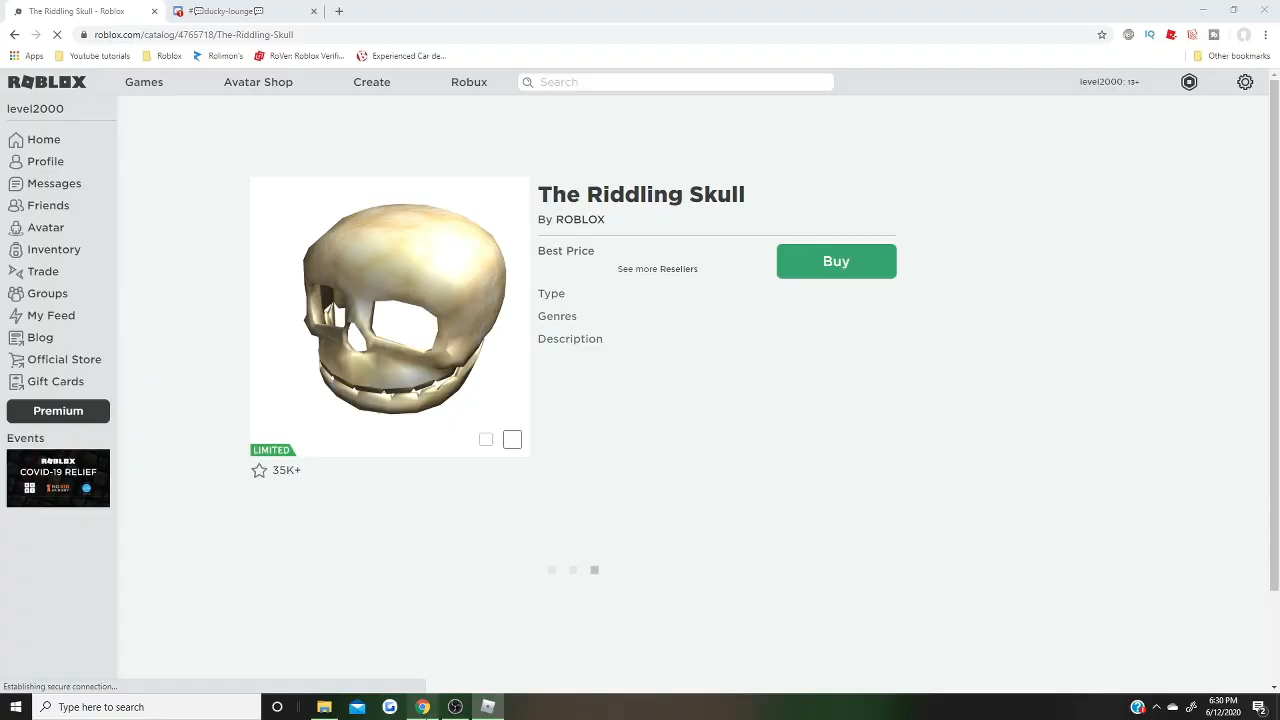 The Riddling Skull - Roblox
#ducky-lounge
roblox.com/catalog/4765718/The-Riddling-Skull
IQ
Apps
Youtube tutorials
Roblox
Rolimon's
RoVen Roblox Verifi...
Experienced Car de...
Other bookmarks
ROBLOX
Games
Avatar Shop
Create
Robux
Search
level2000: 13+
level2000
Home
Profile
Messages
Friends
Avatar
Inventory
Trade
Groups
My Feed
Blog
Official Store
Gift Cards
Premium
Events
ROBLOX
COVID-19 RELIEF
LIMITED
35K+
The Riddling Skull
By ROBLOX
Best Price
See more Resellers
Buy
Type
Genres
Description
Establishing secure connection...
Type here to search
6:30 PM
6/12/2020
2